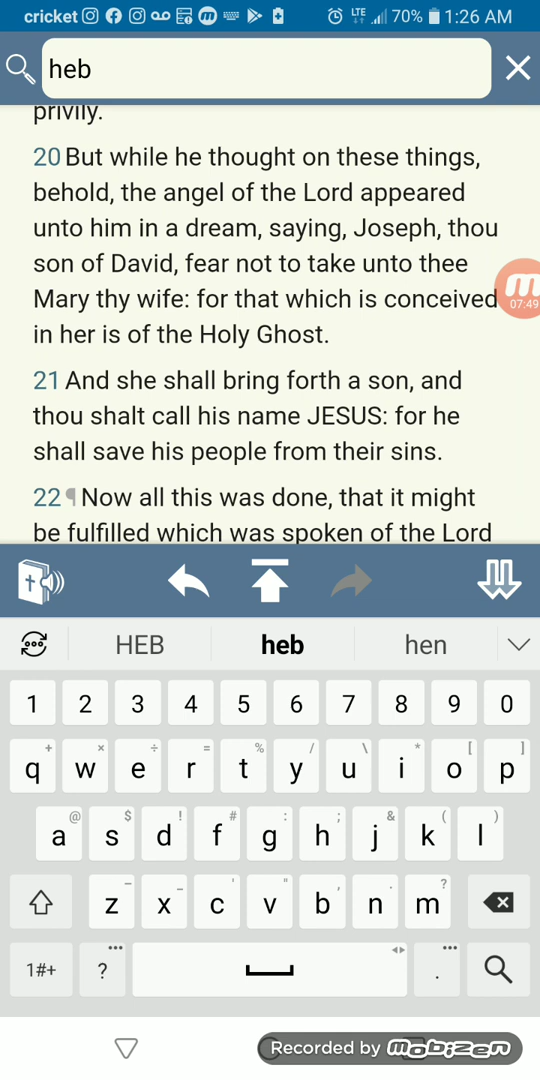 cricket LTE 70% 1:26 AM
heb
privily.
20 But while he thought on these things,
behold, the angel of the Lord appeared
unto him in a dream, saying, Joseph, thou
son of David, fear not to take unto thee
Mary thy wife: for that which is conceived
07:49
in her is of the Holy Ghost.
21 And she shall bring forth a son, and
thou shalt call his name JESUS: for he
shall save his people from their sins.
22 ¶ Now all this was done, that it might
be fulfilled which was spoken of the Lord
HEB heb hen
1 2 3 4 5 6 7 8 9 0
+ × ÷ = % / \ * [ ]
q w e r t y u i o p
@ $ ! # : ; & ( )
a s d f g h j k l
- _ ' " , . ?
z x c v b n m
1#+ ? .
Recorded by mobizen